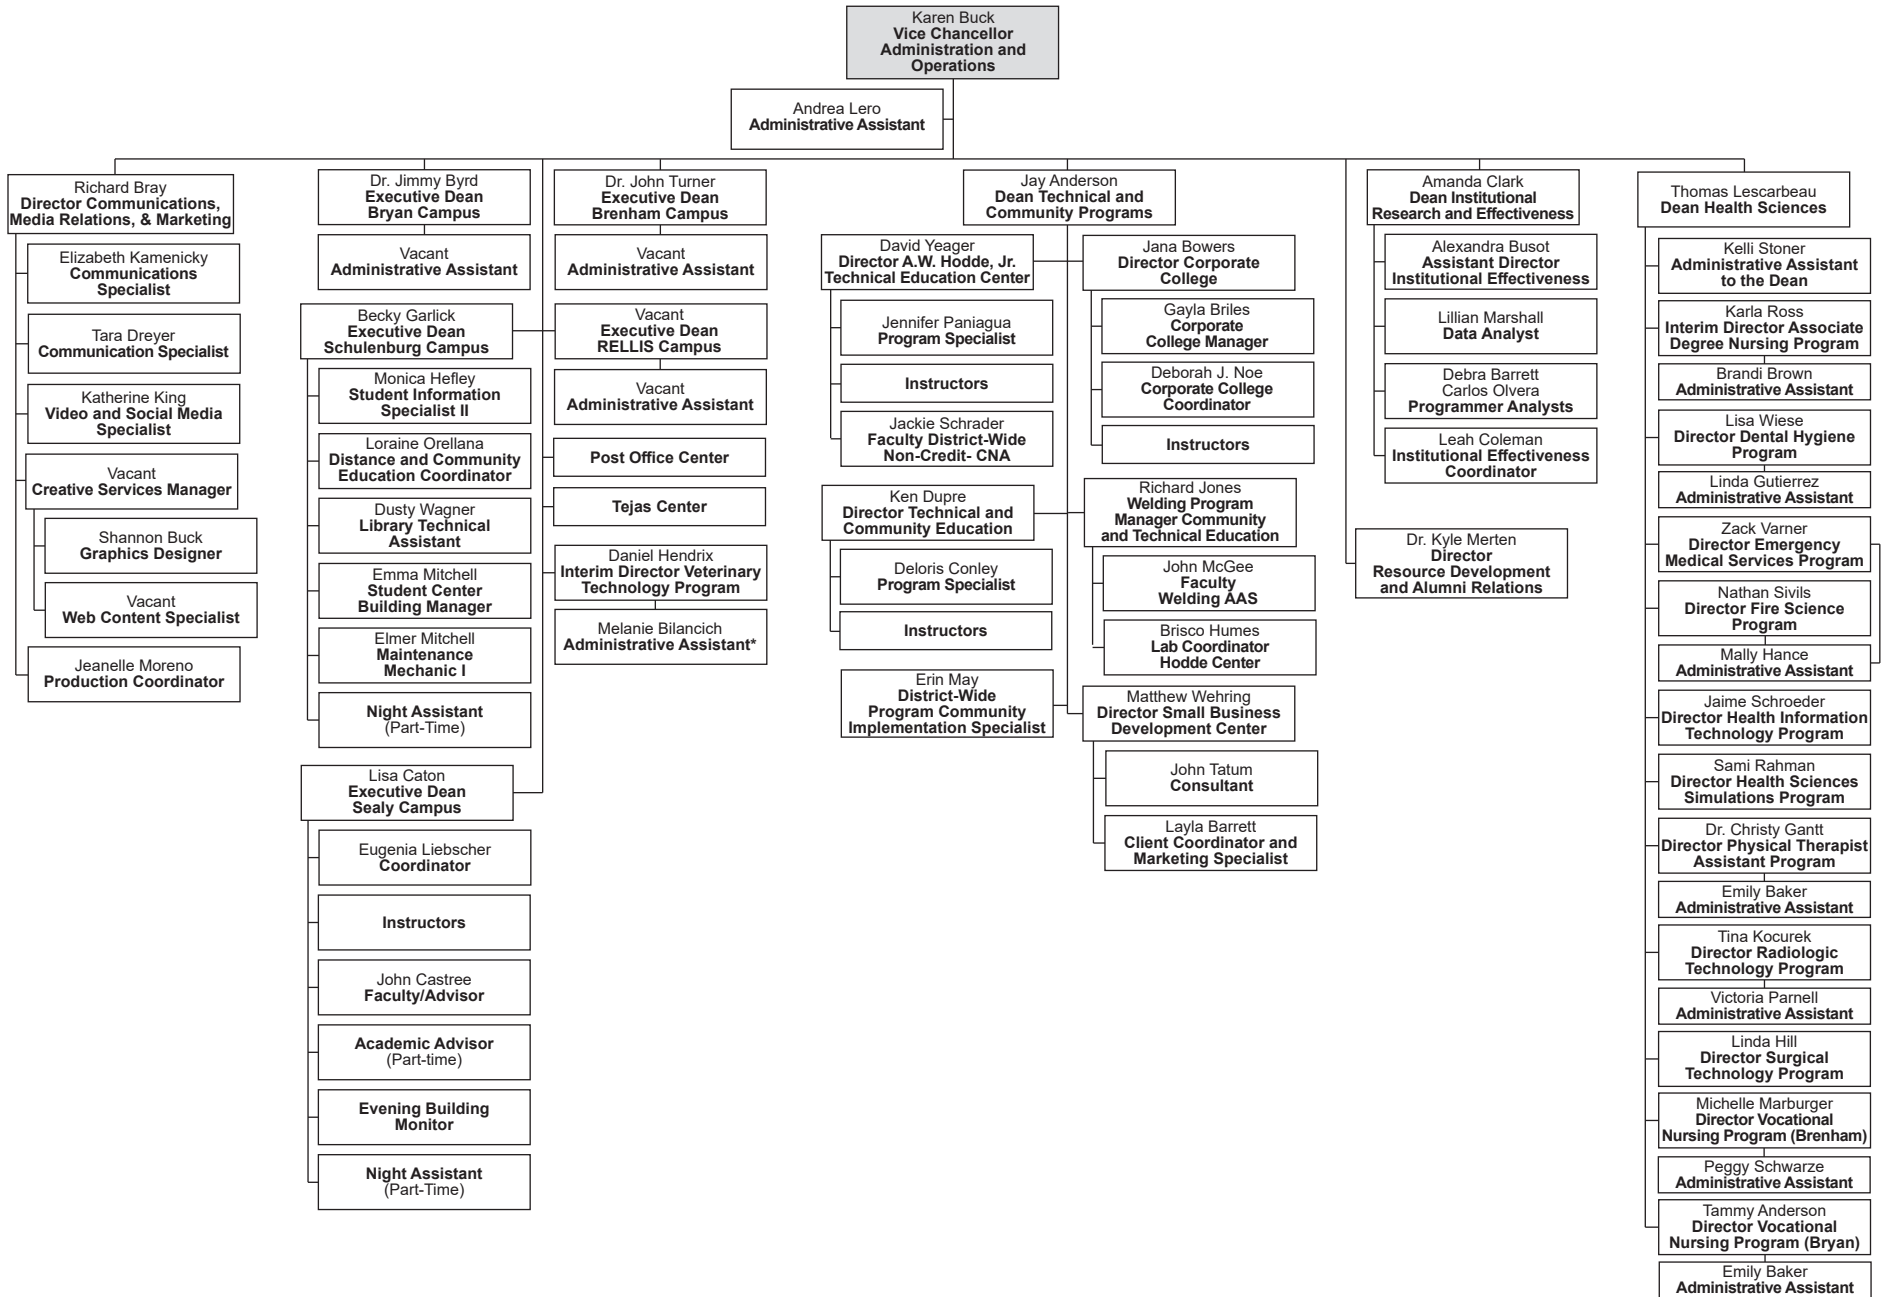 Karen Buck
Vice Chancellor
Administration and
Operations
Andrea Lero
Administrative Assistant
Richard Bray
Director Communications,
Media Relations, & Marketing
Elizabeth Kamenicky
Communications
Specialist
Tara Dreyer
Communication Specialist
Katherine King
Video and Social Media
Specialist
Vacant
Creative Services Manager
Shannon Buck
Graphics Designer
Vacant
Web Content Specialist
Jeanelle Moreno
Production Coordinator
Dr. Jimmy Byrd
Executive Dean
Bryan Campus
Vacant
Administrative Assistant
Becky Garlick
Executive Dean
Schulenburg Campus
Monica Hefley
Student Information
Specialist II
Loraine Orellana
Distance and Community
Education Coordinator
Dusty Wagner
Library Technical
Assistant
Emma Mitchell
Student Center
Building Manager
Elmer Mitchell
Maintenance
Mechanic I
Night Assistant
(Part-Time)
Lisa Caton
Executive Dean
Sealy Campus
Eugenia Liebscher
Coordinator
Instructors
John Castree
Faculty/Advisor
Academic Advisor
(Part-time)
Evening Building
Monitor
Night Assistant
(Part-Time)
Dr. John Turner
Executive Dean
Brenham Campus
Vacant
Administrative Assistant
Vacant
Executive Dean
RELLIS Campus
Vacant
Administrative Assistant
Post Office Center
Tejas Center
Daniel Hendrix
Interim Director Veterinary
Technology Program
Melanie Bilancich
Administrative Assistant*
Jay Anderson
Dean Technical and
Community Programs
David Yeager
Director A.W. Hodde, Jr.
Technical Education Center
Jennifer Paniagua
Program Specialist
Instructors
Jackie Schrader
Faculty District-Wide
Non-Credit- CNA
Ken Dupre
Director Technical and
Community Education
Deloris Conley
Program Specialist
Instructors
Erin May
District-Wide
Program Community
Implementation Specialist
Jana Bowers
Director Corporate
College
Gayla Briles
Corporate
College Manager
Deborah J. Noe
Corporate College
Coordinator
Instructors
Richard Jones
Welding Program
Manager Community
and Technical Education
John McGee
Faculty
Welding AAS
Brisco Humes
Lab Coordinator
Hodde Center
Matthew Wehring
Director Small Business
Development Center
John Tatum
Consultant
Layla Barrett
Client Coordinator and
Marketing Specialist
Amanda Clark
Dean Institutional
Research and Effectiveness
Alexandra Busot
Assistant Director
Institutional Effectiveness
Lillian Marshall
Data Analyst
Debra Barrett
Carlos Olvera
Programmer Analysts
Leah Coleman
Institutional Effectiveness
Coordinator
Dr. Kyle Merten
Director
Resource Development
and Alumni Relations
Thomas Lescarbeau
Dean Health Sciences
Kelli Stoner
Administrative Assistant
to the Dean
Karla Ross
Interim Director Associate
Degree Nursing Program
Brandi Brown
Administrative Assistant
Lisa Wiese
Director Dental Hygiene
Program
Linda Gutierrez
Administrative Assistant
Zack Varner
Director Emergency
Medical Services Program
Nathan Sivils
Director Fire Science
Program
Mally Hance
Administrative Assistant
Jaime Schroeder
Director Health Information
Technology Program
Sami Rahman
Director Health Sciences
Simulations Program
Dr. Christy Gantt
Director Physical Therapist
Assistant Program
Emily Baker
Administrative Assistant
Tina Kocurek
Director Radiologic
Technology Program
Victoria Parnell
Administrative Assistant
Linda Hill
Director Surgical
Technology Program
Michelle Marburger
Director Vocational
Nursing Program (Brenham)
Peggy Schwarze
Administrative Assistant
Tammy Anderson
Director Vocational
Nursing Program (Bryan)
Emily Baker
Administrative Assistant